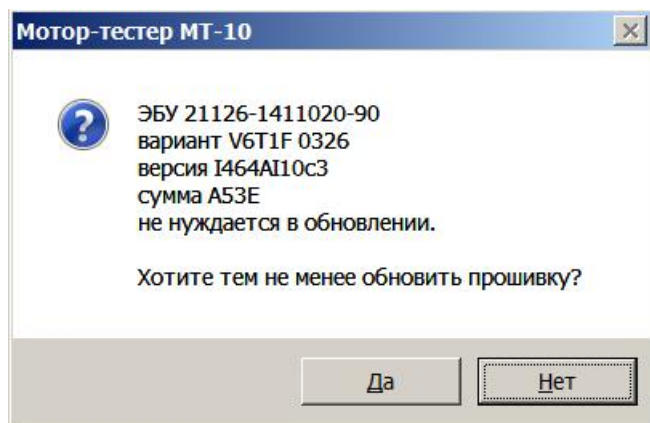 Мотор-тестер МТ-10
ЭБУ 21126-1411020-90
вариант V6T1F 0326
версия I464AI10c3
сумма A53E
не нуждается в обновлении.
Хотите тем не менее обновить прошивку?
Да
Нет